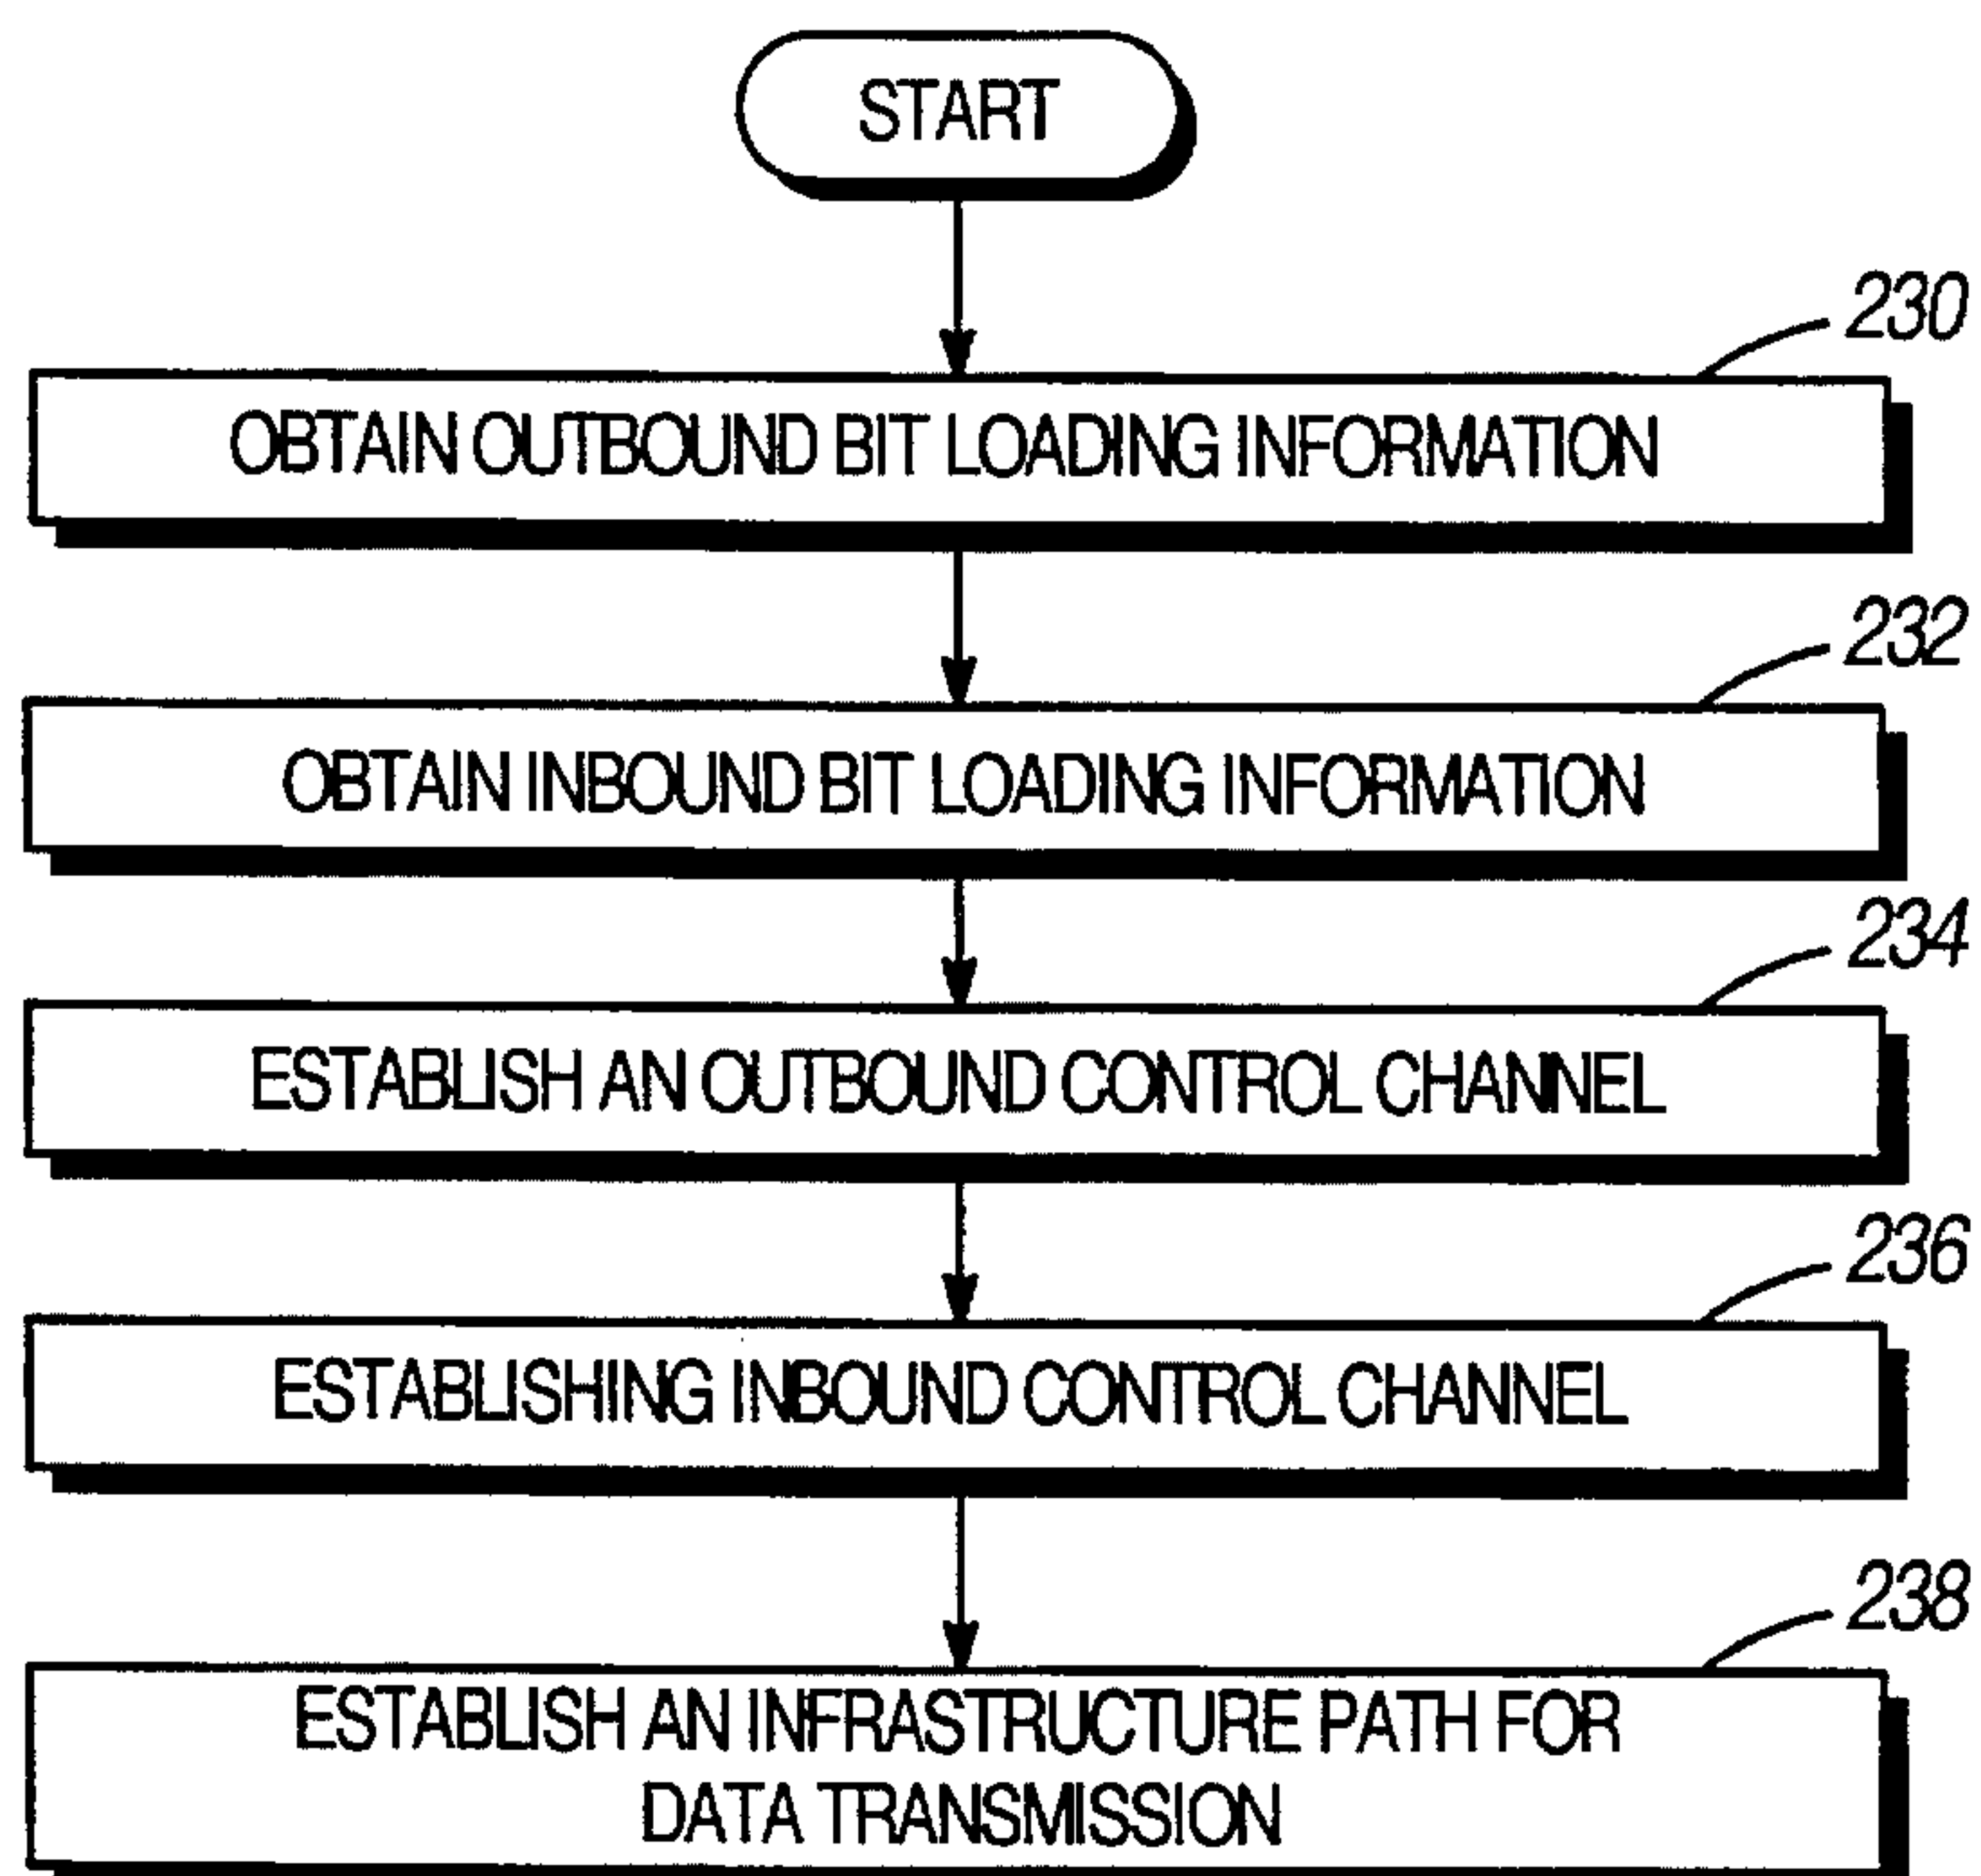 START
230
OBTAIN OUTBOUND BIT LOADING INFORMATION
232
OBTAIN INBOUND BIT LOADING INFORMATION
234
ESTABLISH AN OUTBOUND CONTROL CHANNEL
236
ESTABLISHING INBOUND CONTROL CHANNEL
238
ESTABLISH AN INFRASTRUCTURE PATH FOR
DATA TRANSMISSION